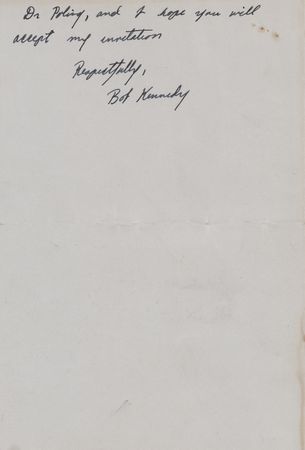 Dr Poling, and I hope you will
accept my invitation
Respectfully,
Bob Kennedy